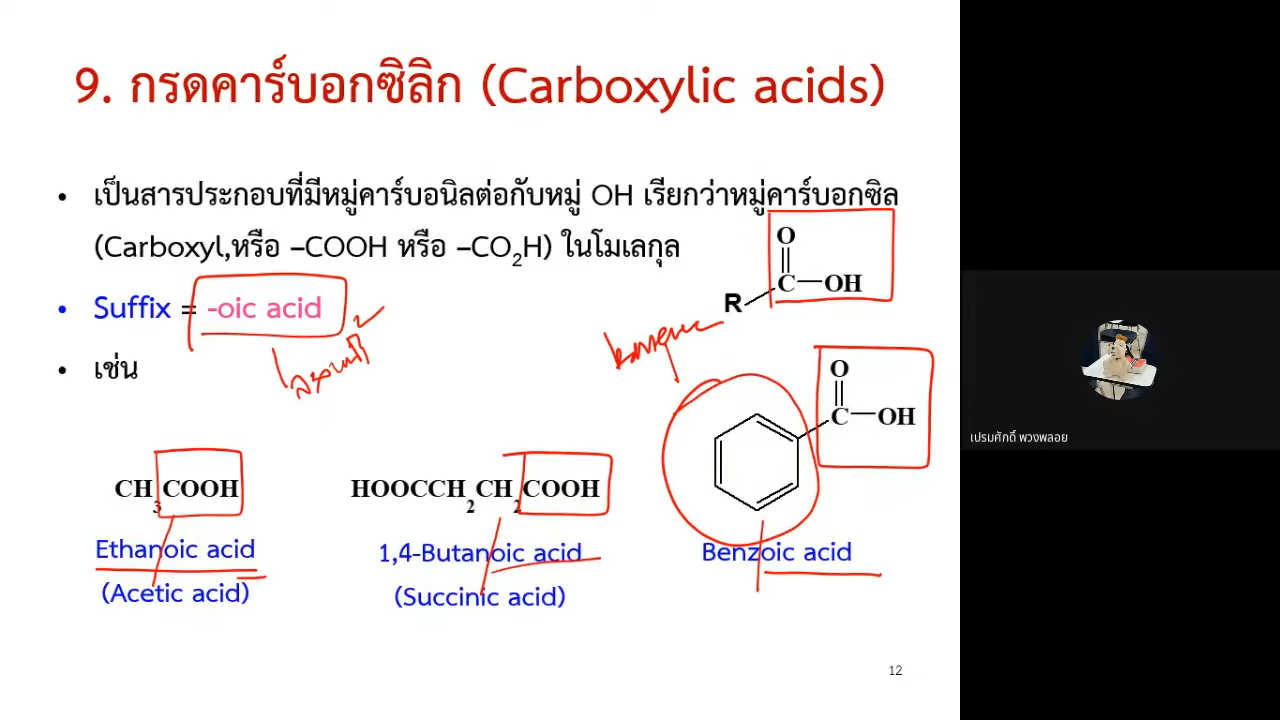 9. กรดคาร์บอกซิลิก (Carboxylic acids)
• เป็นสารประกอบที่มีหมู่คาร์บอนิลต่อกับหมู่ OH เรียกว่าหมู่คาร์บอกซิล
(Carboxyl,หรือ –COOH หรือ –CO2H) ในโมเลกุล
O
C OH
R
• Suffix = -oic acid
• เช่น
O
C OH
CH3COOH
HOOCCH2CH2COOH
Ethanoic acid
1,4-Butanoic acid
Benzoic acid
(Acetic acid)
(Succinic acid)
12
เปรมศักดิ์ พวงพลอย